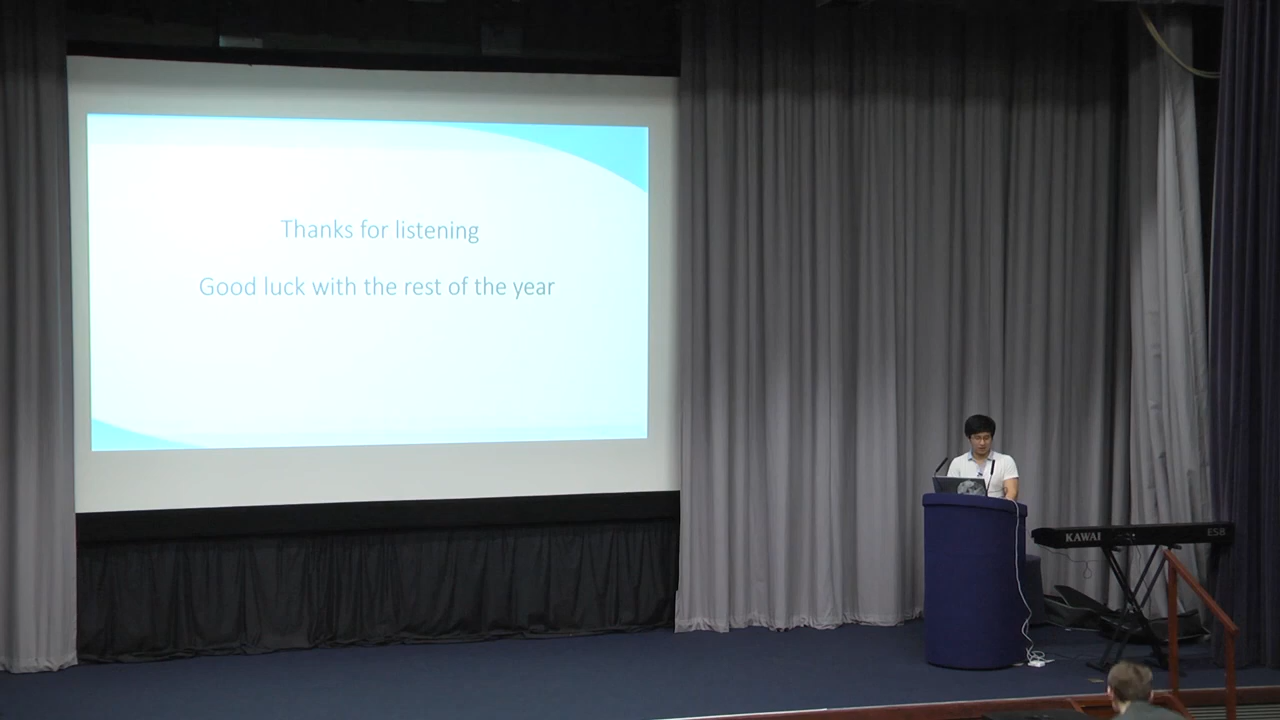 Thanks for listening
Good luck with the rest of the year
KAWAI
ES8